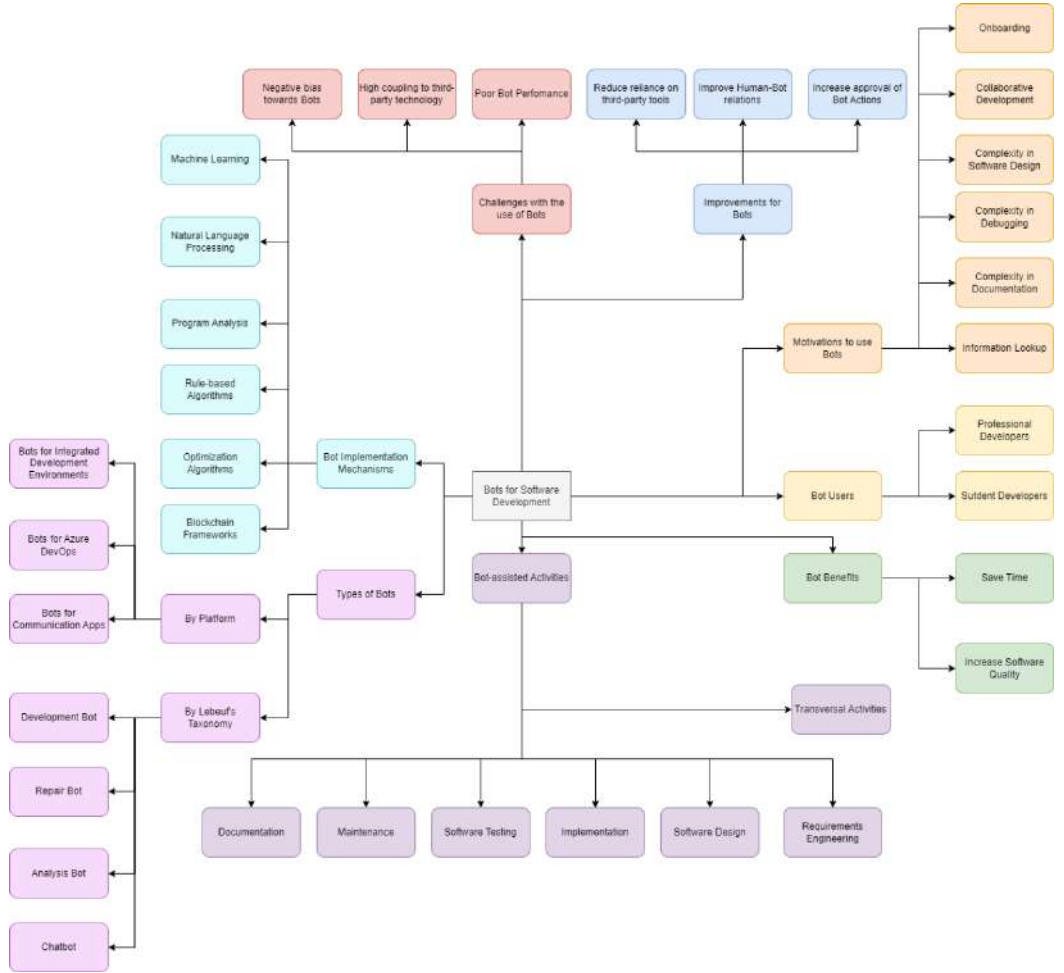 Onboarding
Negative bias
towards Bots
High coupling to third-
party technology
Poor Bot Perfomance
Reduce reliance on
third-party tools
Improve Human-Bot
relations
Increase approval of
Bot Actions
Collaborative
Development
Machine Learning
Complexity in
Software Design
Challenges with the
use of Bots
Improvements for
Bots
Complexity in
Debugging
Natural Language
Processing
Complexity in
Documentation
Program Analysis
Motivations to use
Bots
Information Lookup
Rule-based
Algorithms
Professional
Developers
Bots for Integrated
Development
Environments
Optimization
Algorithms
Bot Implementation
Mechanisms
Bots for Software
Development
Bot Users
Sutdent Developers
Blockchain
Frameworks
Bots for Azure
DevOps
Bot-assisted Activities
Bot Benefits
Save Time
Types of Bots
Bots for
Communication Apps
By Platform
Increase Software
Quality
Development Bot
By Lebeuf's
Taxonomy
Transversal Activities
Repair Bot
Documentation
Maintenance
Software Testing
Implementation
Software Design
Requirements
Engineering
Analysis Bot
Chatbot